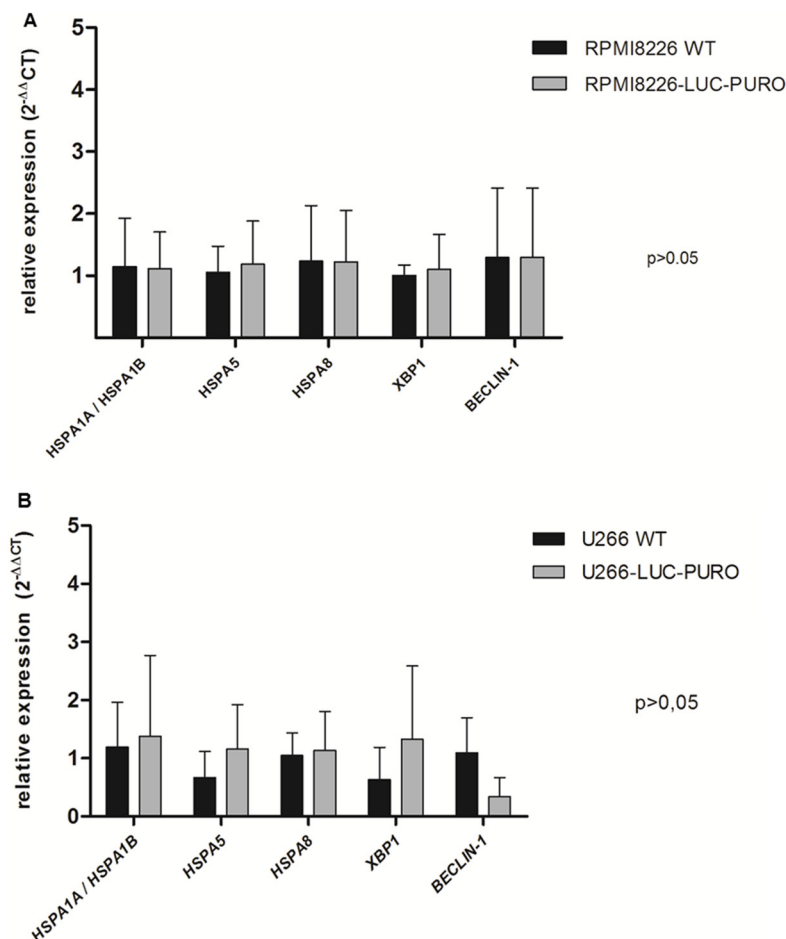 A
relative expression (2-ΔΔCT)
5
4
3
2
1
RPMI8226 WT
RPMI8226-LUC-PURO
p>0.05
HSPA1A / HSPA1B
HSPA5
HSPA8
XBP1
BECLIN-1
B
relative expression (2-ΔΔCT)
5
4
3
2
1
0
U266 WT
U266-LUC-PURO
p>0,05
HSPA1A / HSPA1B
HSPA5
HSPA8
XBP1
BECLIN-1